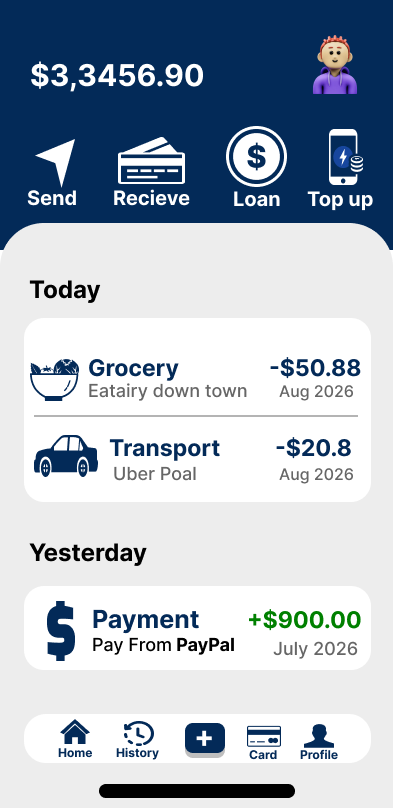 $3,3456.90
Send Recieve Loan Top up
Today
Grocery -$50.88
Eatairy down town Aug 2026
Transport -$20.8
Uber Poal Aug 2026
Yesterday
Payment +$900.00
Pay From PayPal July 2026
Home History Card Profile